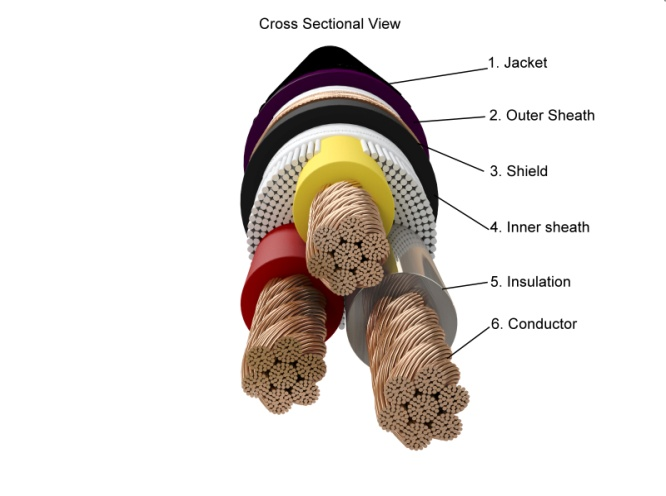 Cross Sectional View
1. Jacket
2. Outer Sheath
3. Shield
4. Inner sheath
5. Insulation
6. Conductor